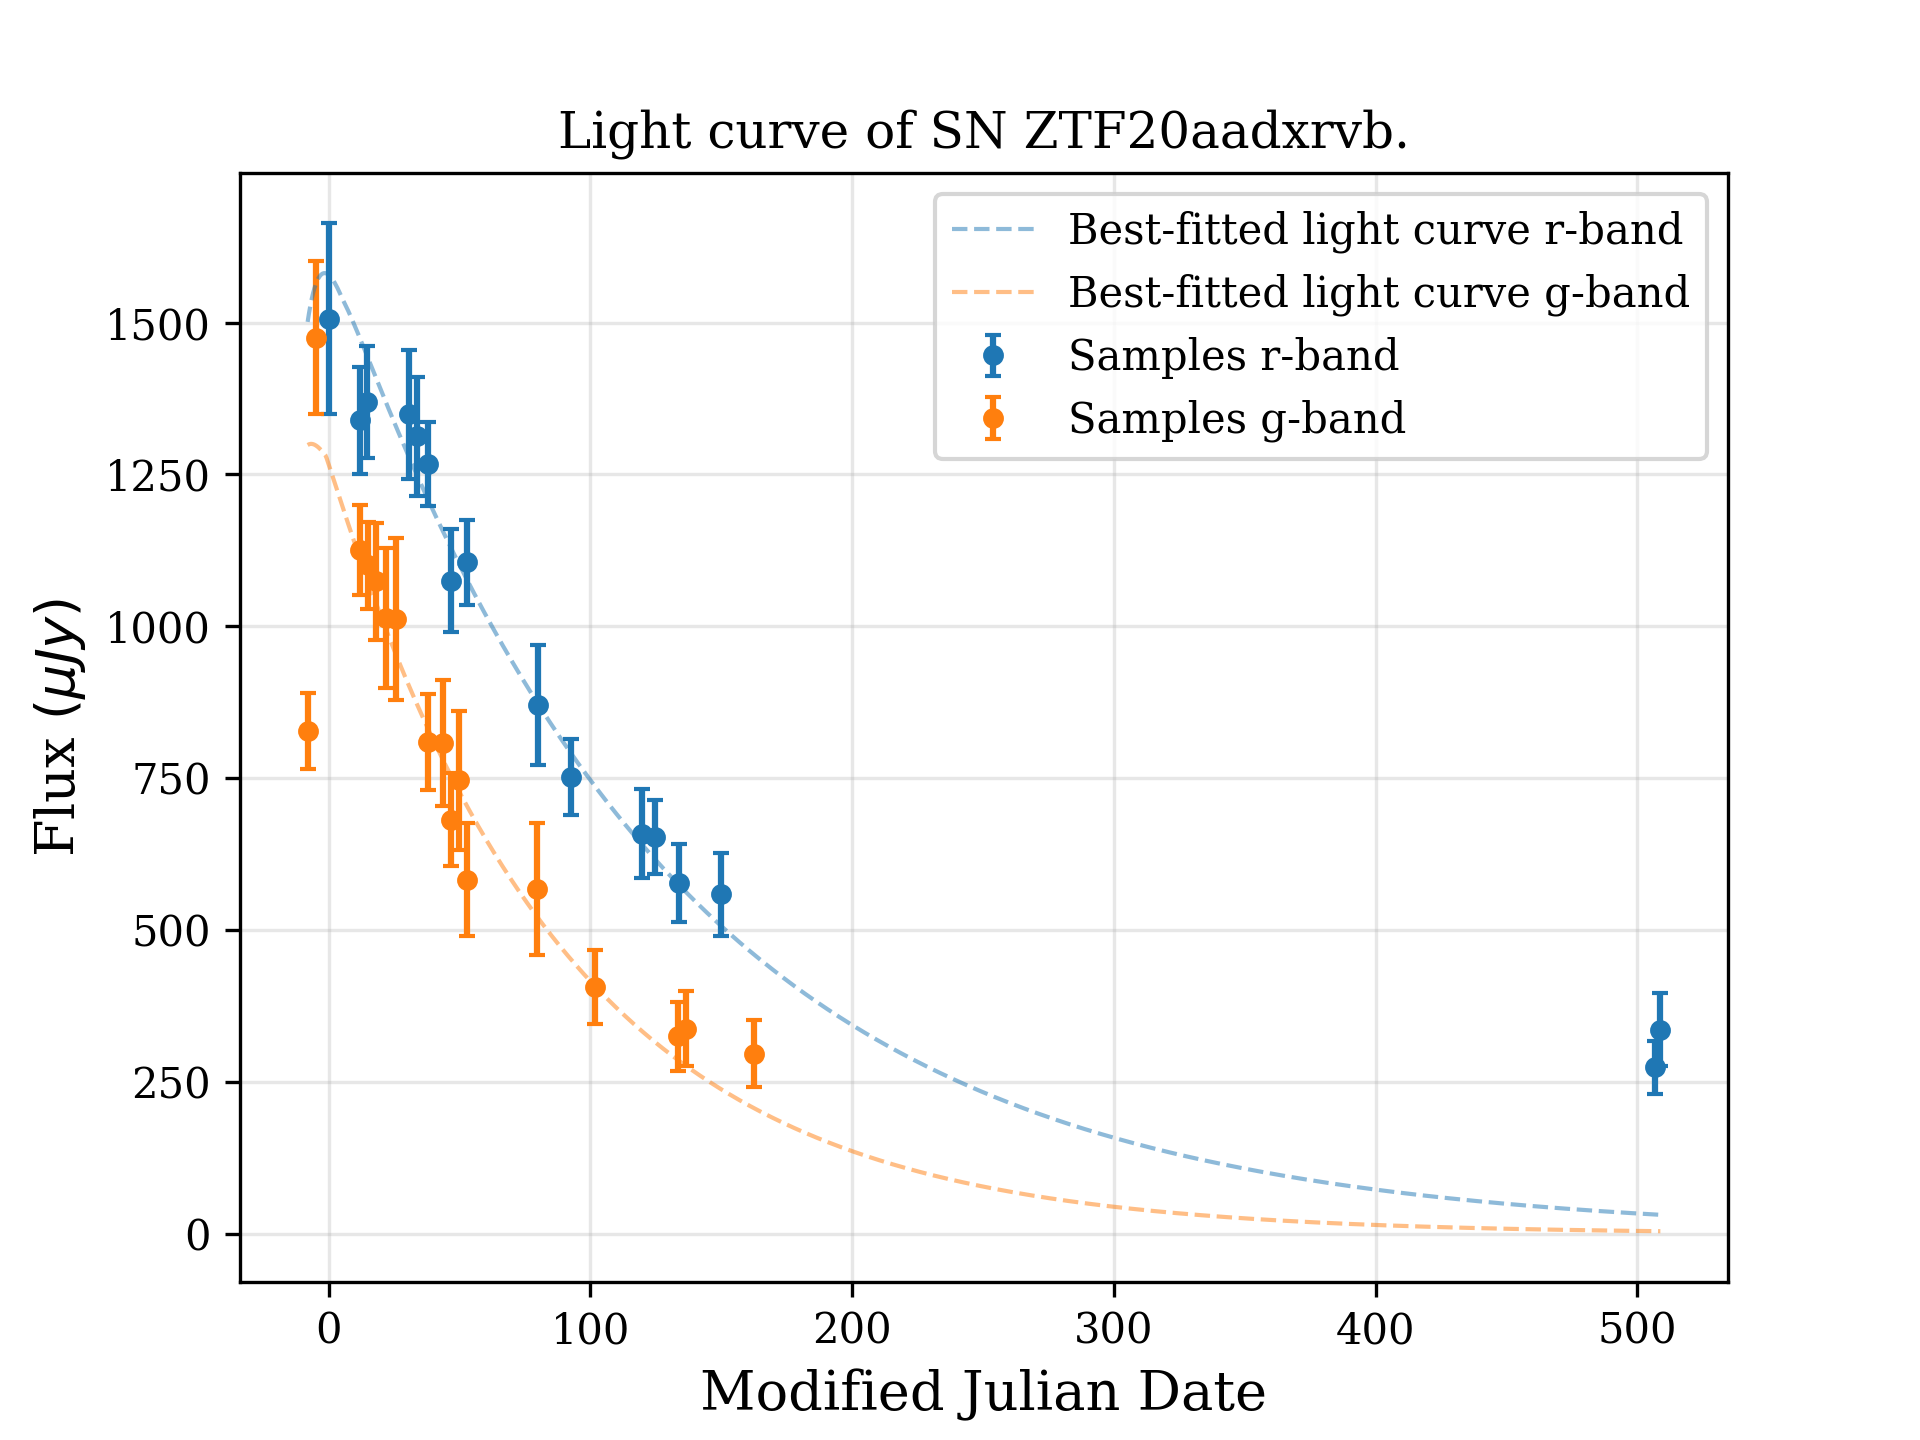 Light curve of SN ZTF20aadxrvb.
Best-fitted light curve r-band
Best-fitted light curve g-band
Samples r-band
Samples g-band
Flux (μJy)
1500
1250
1000
750
500
250
0
0 100 200 300 400 500
Modified Julian Date